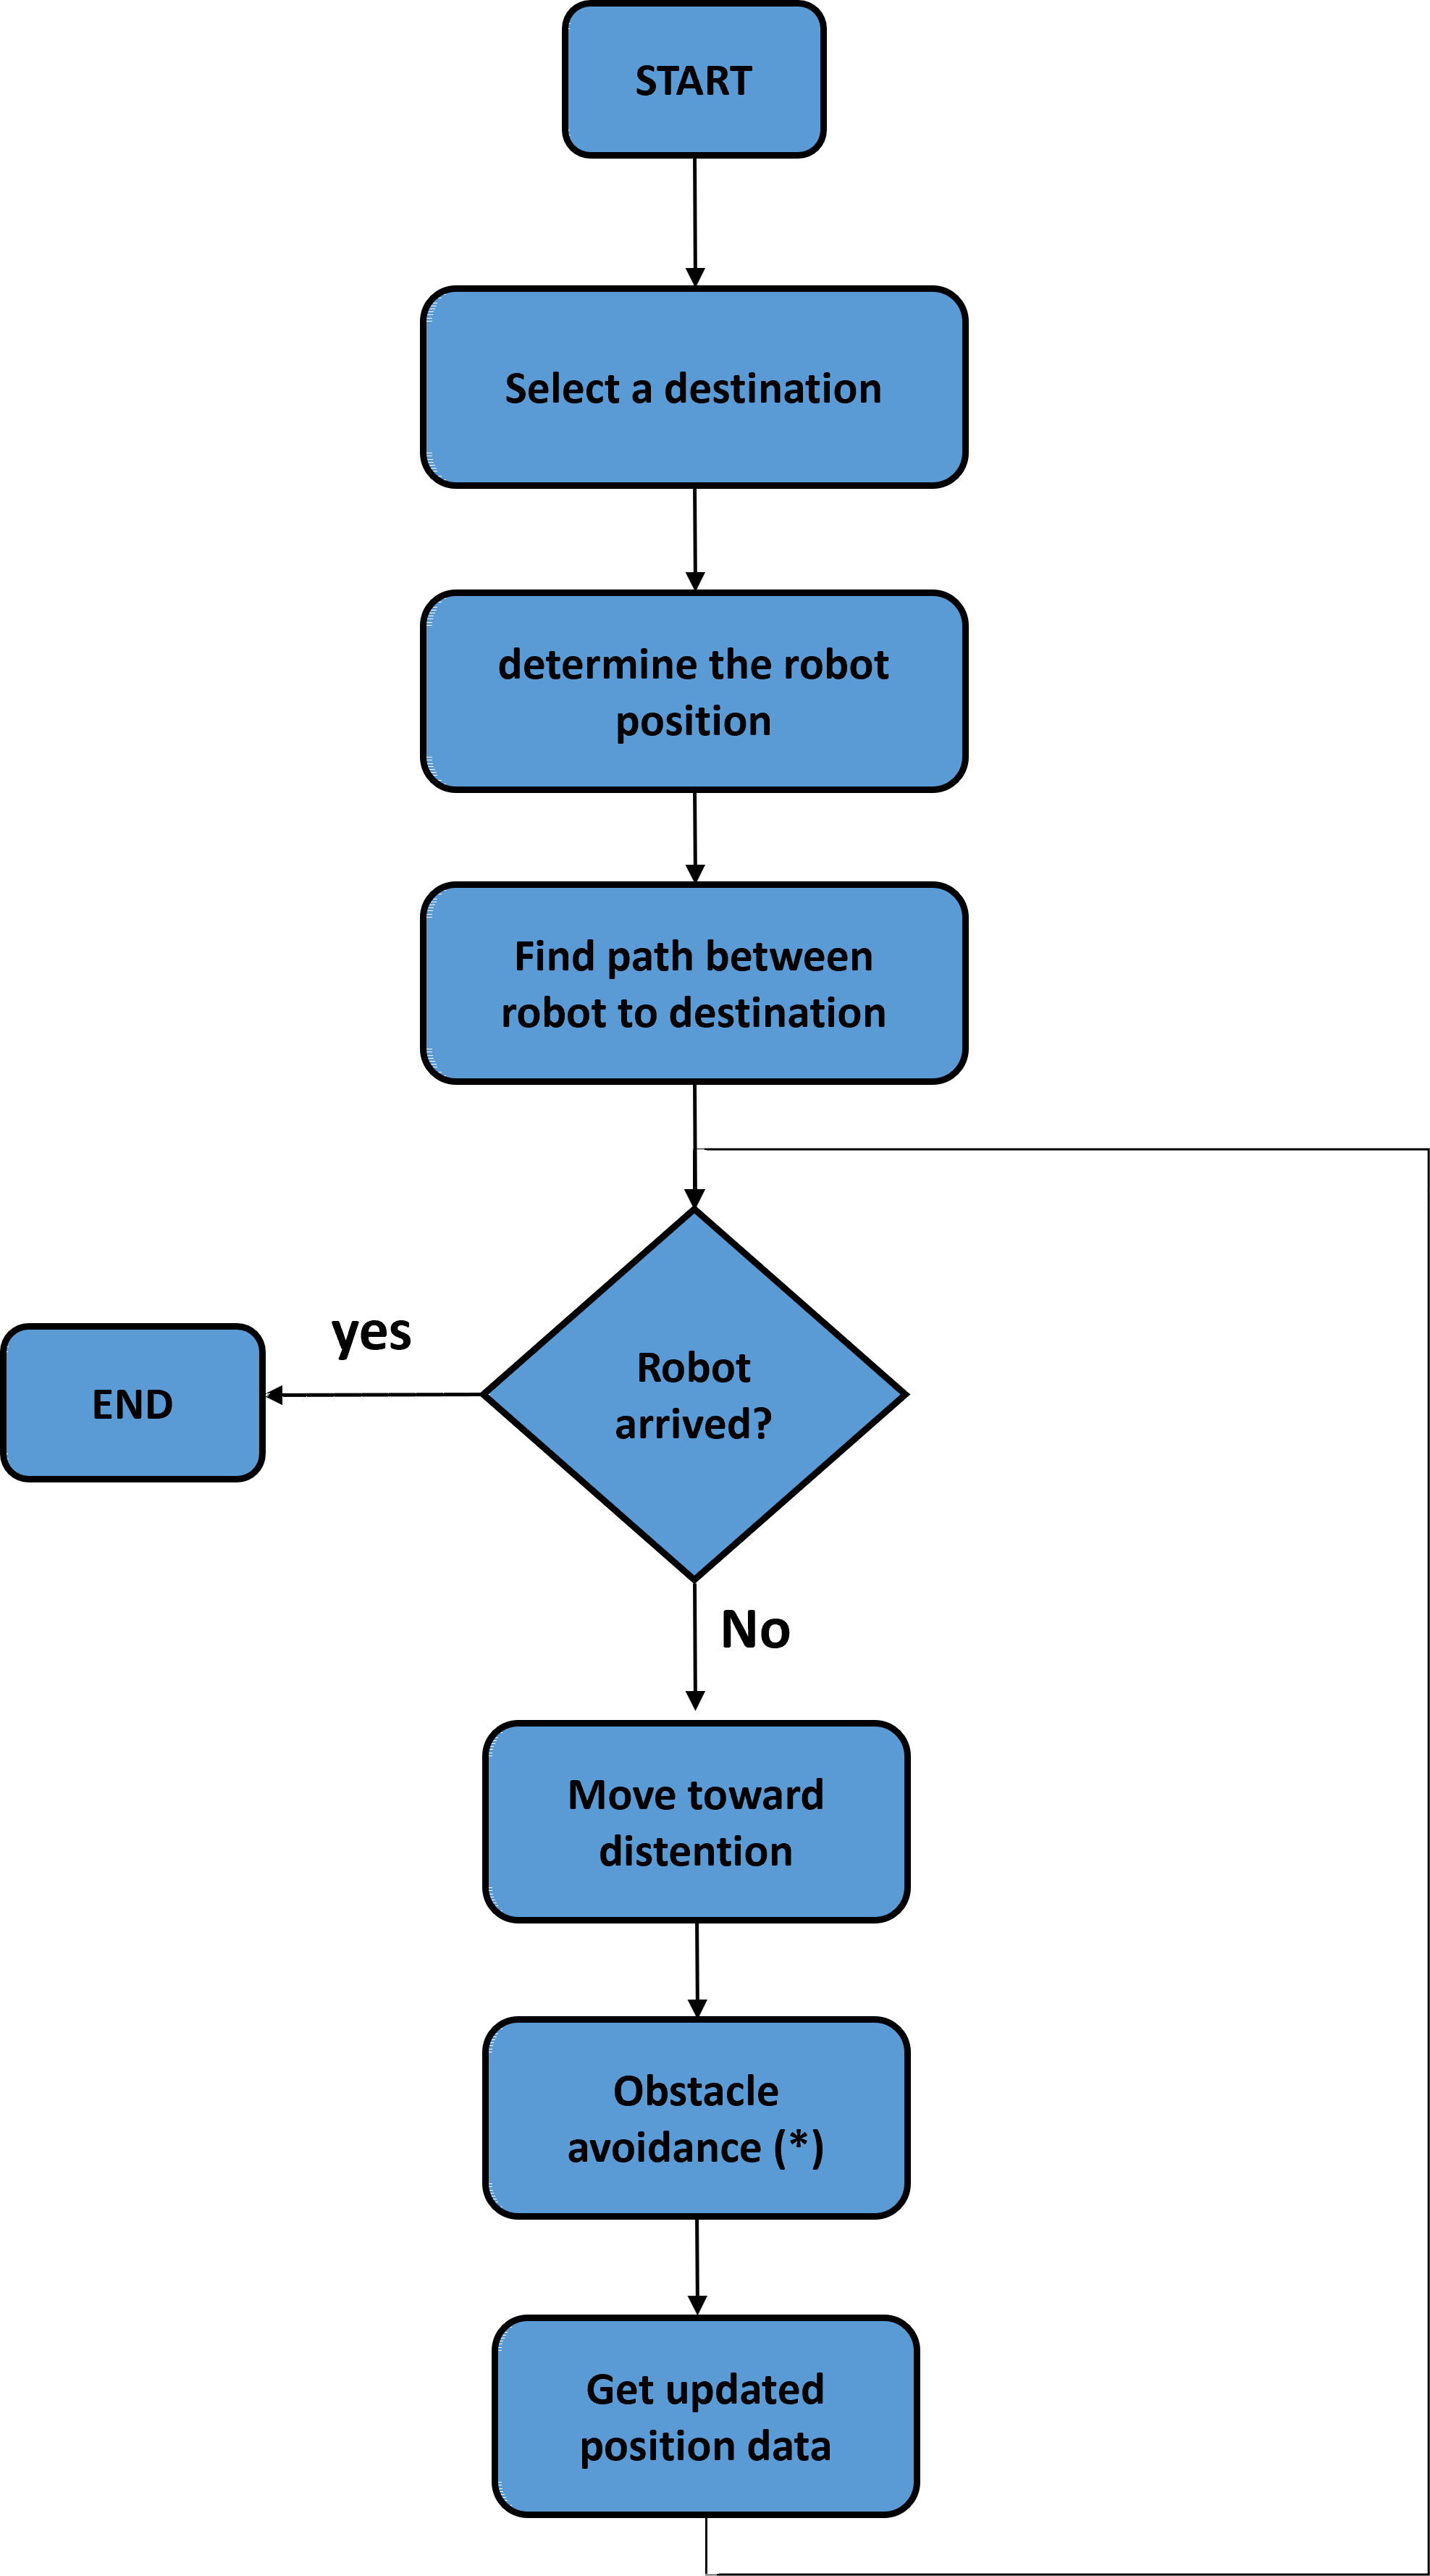 START
Select a destination
determine the robot
position
Find path between
robot to destination
yes
Robot
arrived?
END
No
Move toward
distention
Obstacle
avoidance (*)
Get updated
position data